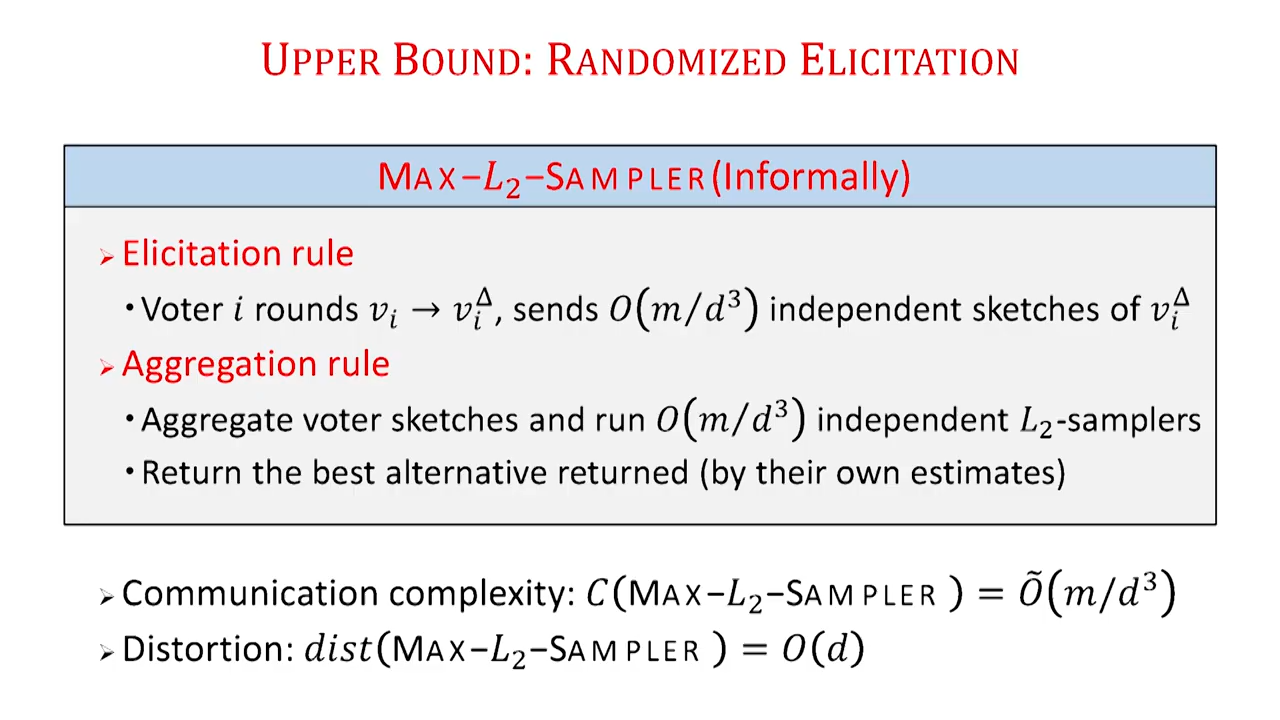 UPPER BOUND: RANDOMIZED ELICITATION
MAX−𝐿₂−SAMPLER (Informally)
➢ Elicitation rule
• Voter 𝑖 rounds 𝑣ᵢ → 𝑣ᵢ^Δ, sends 𝑂(𝑚/𝑑³) independent sketches of 𝑣ᵢ^Δ
➢ Aggregation rule
• Aggregate voter sketches and run 𝑂(𝑚/𝑑³) independent 𝐿₂-samplers
• Return the best alternative returned (by their own estimates)
➢ Communication complexity: 𝐶(MAX−𝐿₂−SAMPLER) = Õ(𝑚/𝑑³)
➢ Distortion: 𝑑𝑖𝑠𝑡(MAX−𝐿₂−SAMPLER) = 𝑂(𝑑)